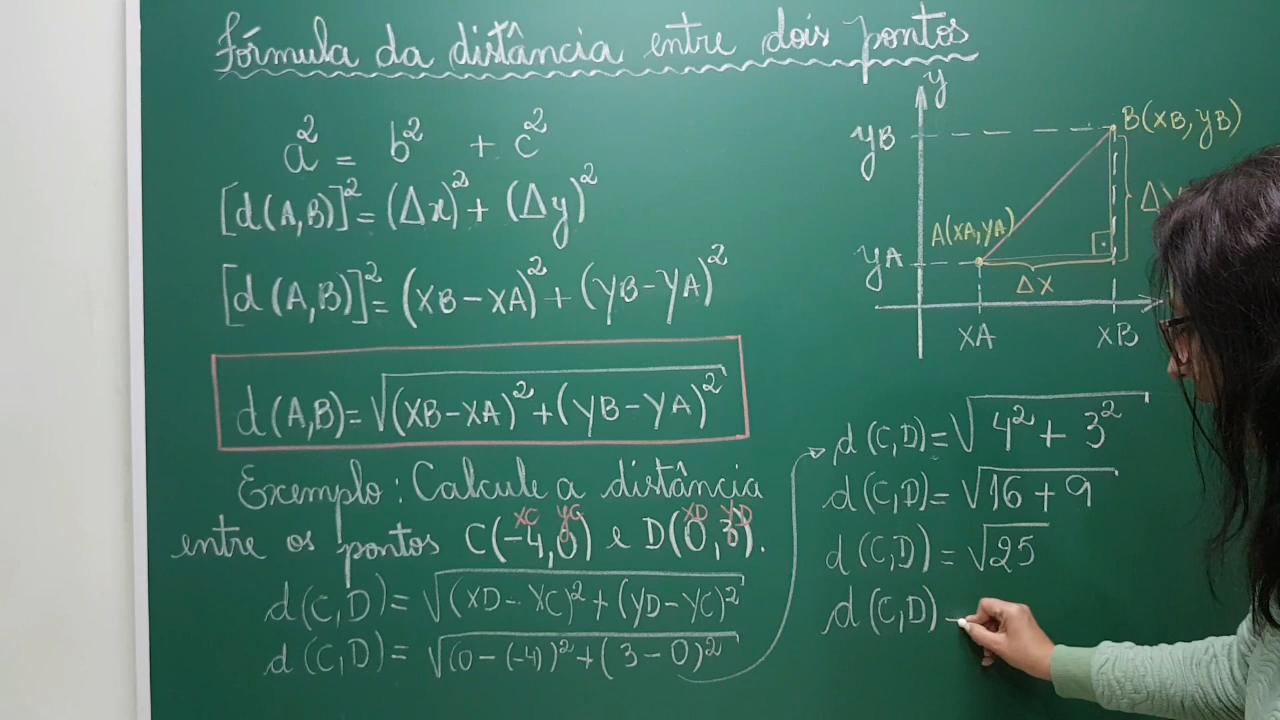 Fórmula da distância entre dois pontos
a² = b² + c²
[d(A,B)]² = (Δx)² + (Δy)²
[d(A,B)]² = (XB-XA)² + (YB-YA)²
d(A,B) = √(XB-XA)² + (YB-YA)²
Exemplo: Calcule a distância
XC YC XD YD
entre os pontos C(-4,0) e D(0,3).
d(C,D) = √(XD-XC)² + (YD-YC)²
d(C,D) = √(0-(-4))² + (3-0)²
y
yB
B(XB, yB)
Δy
A(XA, YA)
yA
ΔX
XA XB
d(C,D) = √4² + 3²
d(C,D) = √16 + 9
d(C,D) = √25
d(C,D) -